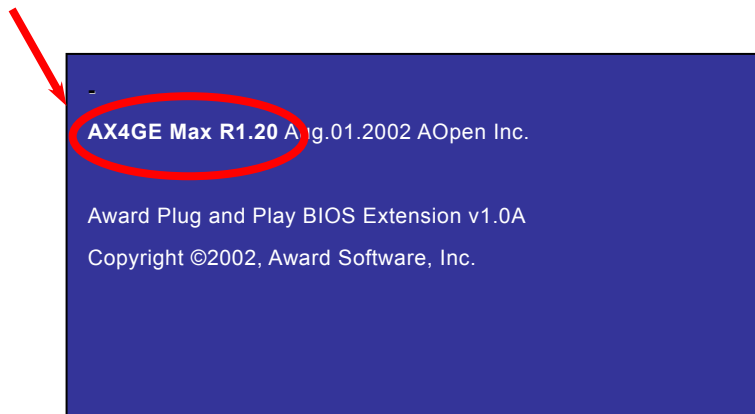 -
AX4GE Max R1.20 Aug.01.2002 AOpen Inc.
Award Plug and Play BIOS Extension v1.0A
Copyright ©2002, Award Software, Inc.